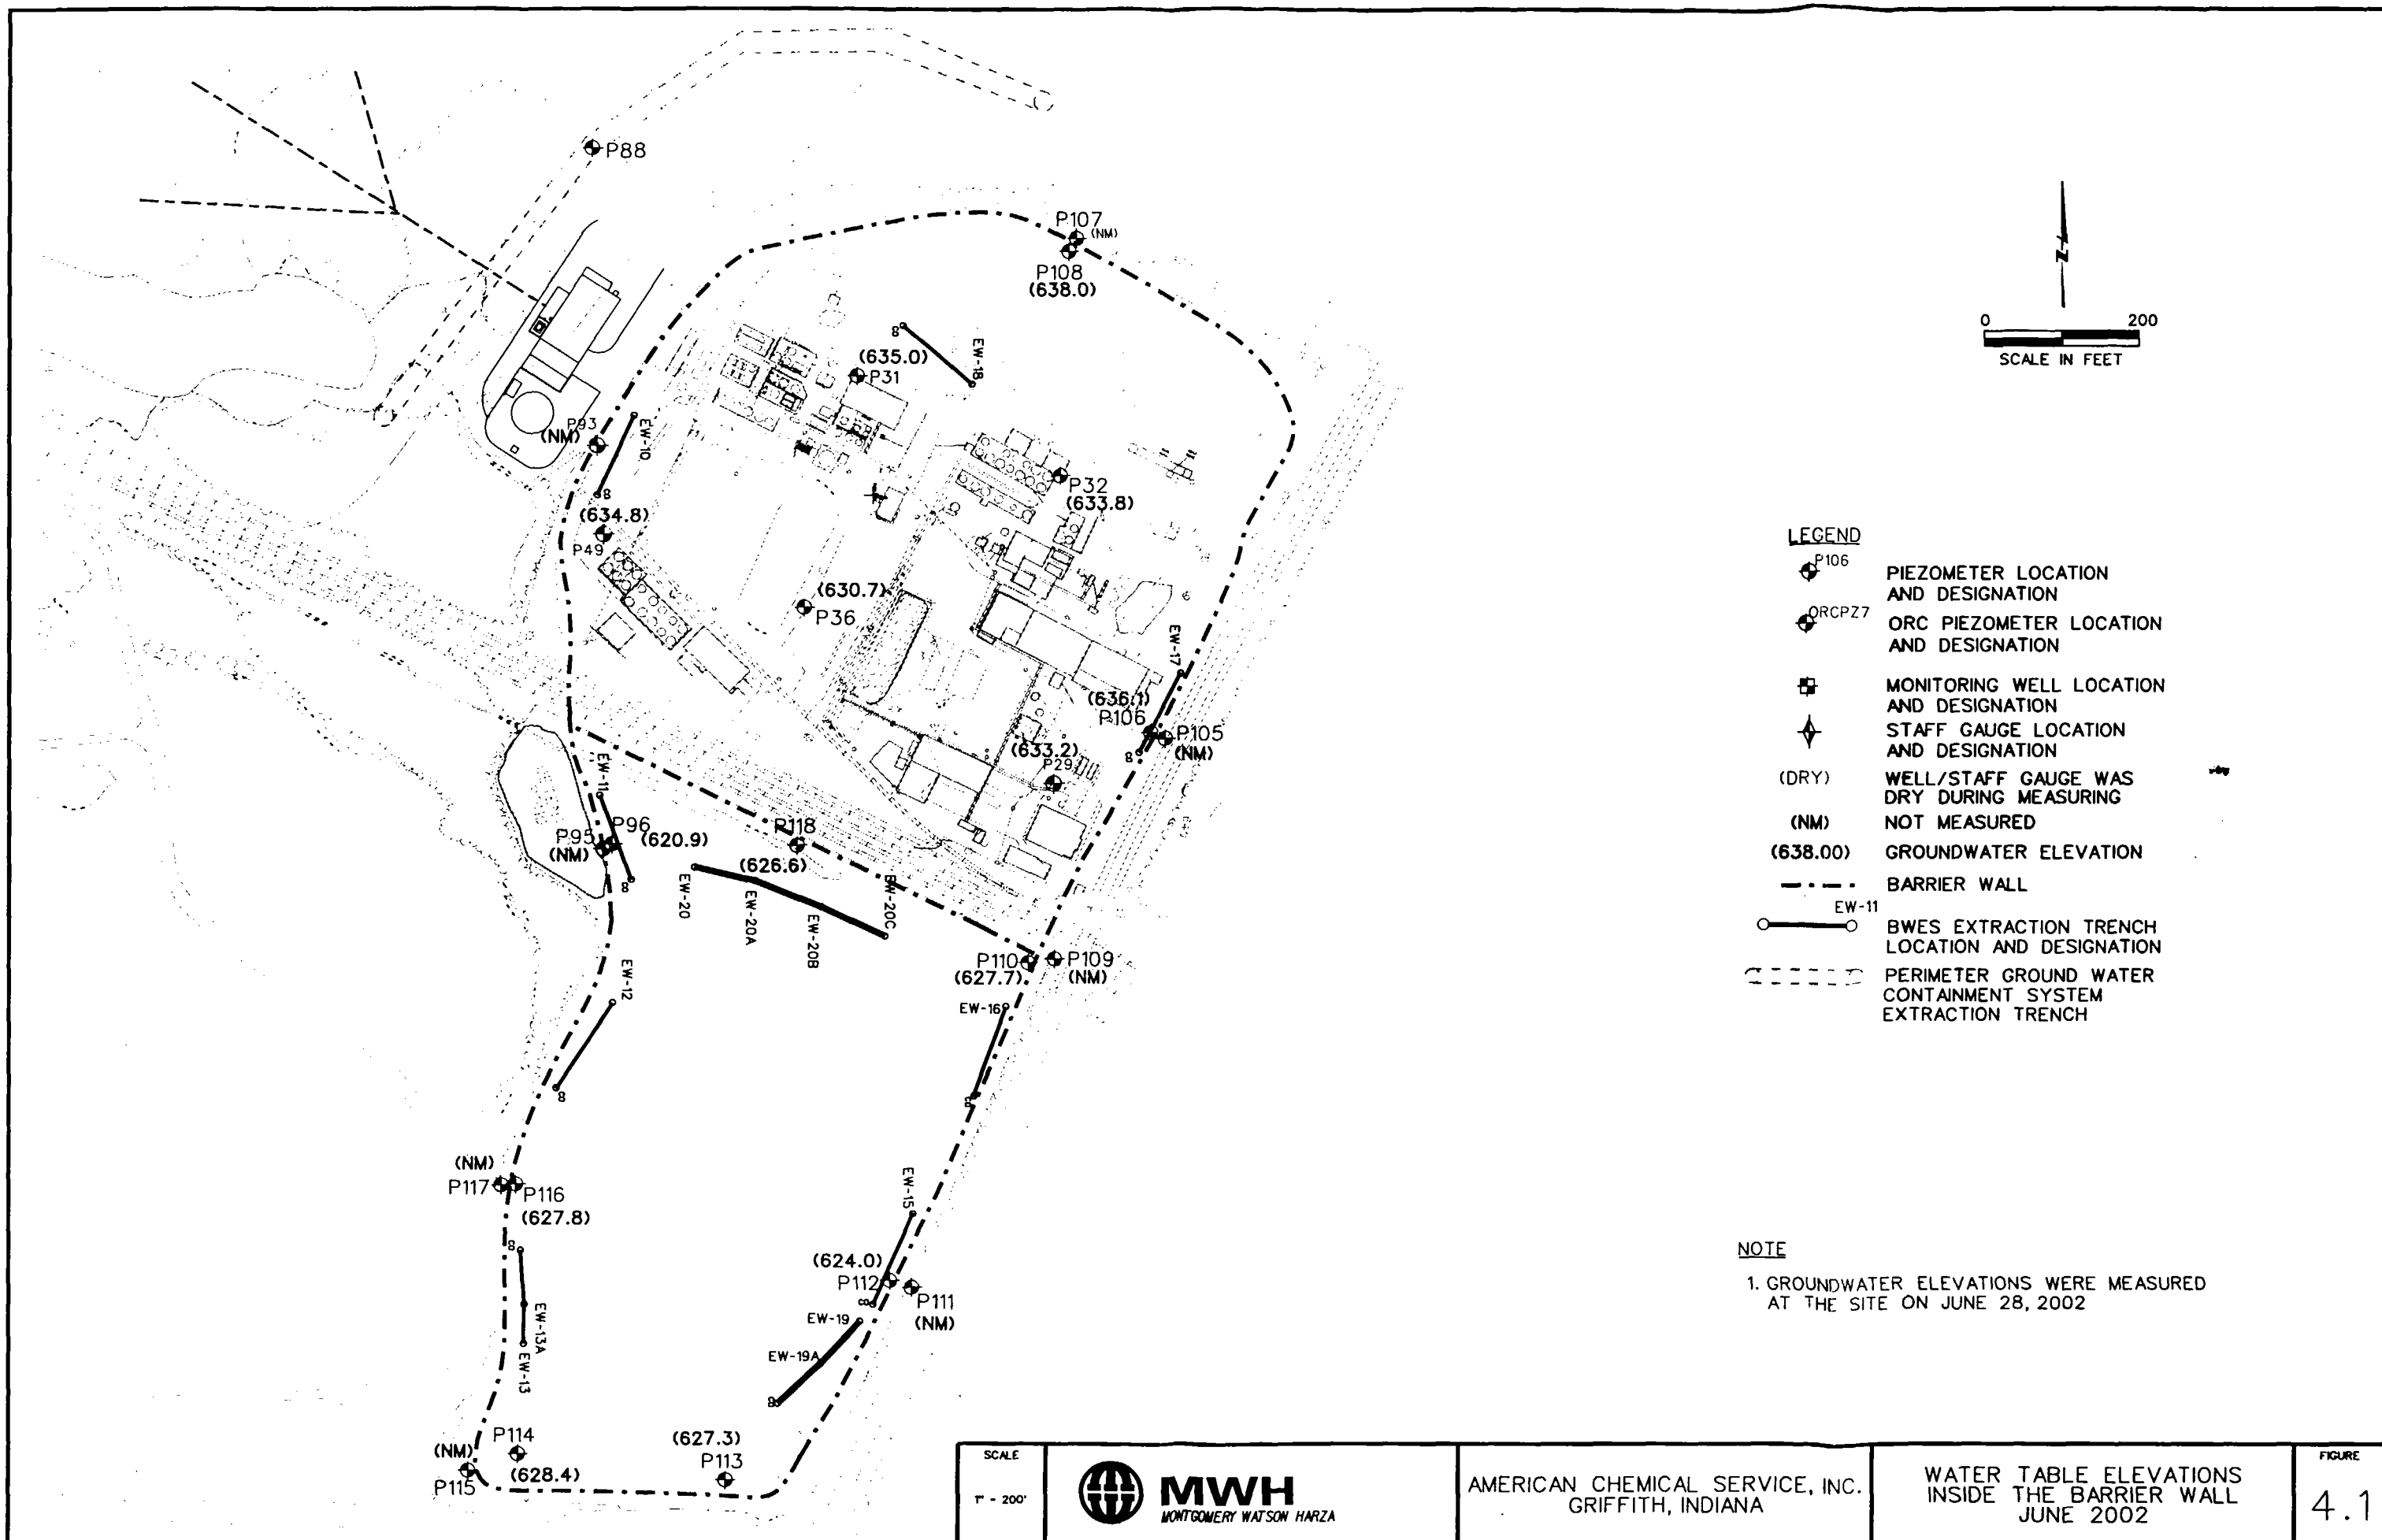 P88
P107
(NM)
P108
(638.0)
8
EW-18
(635.0)
P31
P93
(NM)
EW-10
8
P32
(633.8)
(634.8)
P49
(630.7)
P36
EW-17
(636.1)
P106
P105
(NM)
8
(633.2)
P29
EW-11
P96
P95
(NM)
(620.9)
8
P118
(626.6)
EW-20
EW-20A
EW-20B
EW-20C
P110
(627.7)
P109
(NM)
EW-12
8
EW-16
8
(NM)
P117
P116
(627.8)
EW-15
8
(624.0)
P112
8
P111
(NM)
EW-13A
EW-13
EW-19
EW-19A
8
P114
(NM)
P115
(628.4)
(627.3)
P113
N
0 200
SCALE IN FEET
LEGEND
P106
PIEZOMETER LOCATION
AND DESIGNATION
ORCPZ7
ORC PIEZOMETER LOCATION
AND DESIGNATION
MONITORING WELL LOCATION
AND DESIGNATION
STAFF GAUGE LOCATION
AND DESIGNATION
(DRY) WELL/STAFF GAUGE WAS
DRY DURING MEASURING
(NM) NOT MEASURED
(638.00) GROUNDWATER ELEVATION
BARRIER WALL
EW-11
BWES EXTRACTION TRENCH
LOCATION AND DESIGNATION
PERIMETER GROUND WATER
CONTAINMENT SYSTEM
EXTRACTION TRENCH
NOTE
1. GROUNDWATER ELEVATIONS WERE MEASURED
AT THE SITE ON JUNE 28, 2002
SCALE
1" - 200'
MWH
MONTGOMERY WATSON HARZA
AMERICAN CHEMICAL SERVICE, INC.
GRIFFITH, INDIANA
WATER TABLE ELEVATIONS
INSIDE THE BARRIER WALL
JUNE 2002
FIGURE
4.1